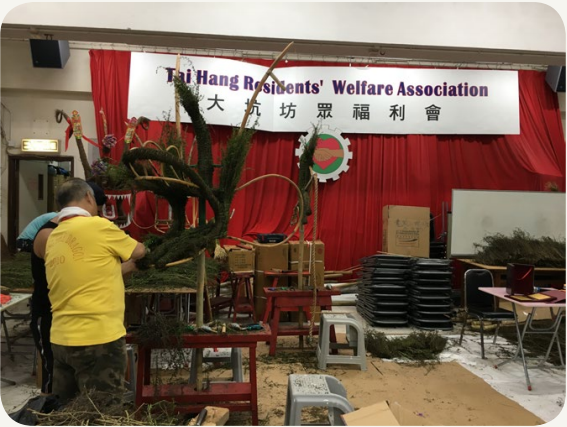 Tai Hang Residents' Welfare Association
大坑坊眾福利會